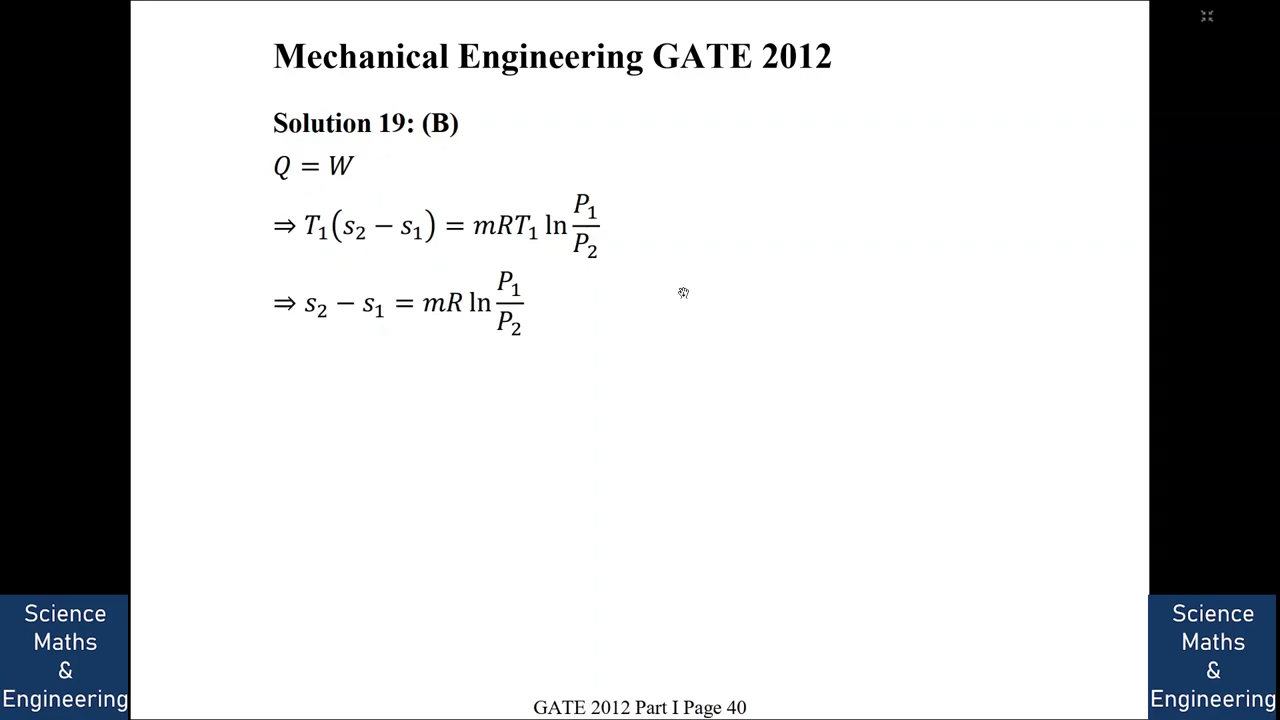 Mechanical Engineering GATE 2012
Solution 19: (B)
Q = W
⇒ T₁(s₂ − s₁) = mRT₁ ln P₁/P₂
⇒ s₂ − s₁ = mR ln P₁/P₂
Science
Maths
&
Engineering
Science
Maths
&
Engineering
GATE 2012 Part I Page 40